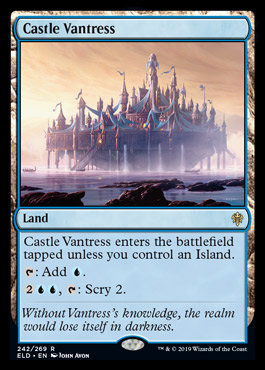 Castle Vantress
Land
Castle Vantress enters the battlefield
tapped unless you control an Island.
: Add .
2, : Scry 2.
Without Vantress's knowledge, the realm
would lose itself in darkness.
242/269 R
ELD • EN JOHN AVON
™ & © 2019 Wizards of the Coast